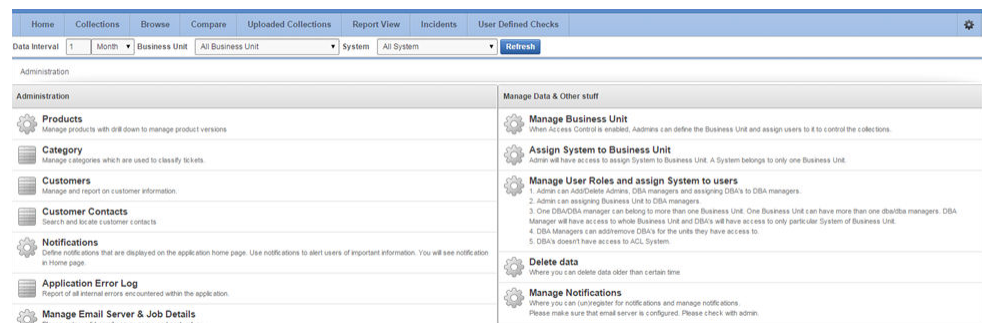 Home Collections Browse Compare Uploaded Collections Report View Incidents User Defined Checks
Data Interval 1 Month Business Unit All Business Unit System All System Refresh
Administration
Administration
Products
Manage products with drill down to manage product versions
Category
Manage categories which are used to classify tickets.
Customers
Manage and report on customer information.
Customer Contacts
Search and locate customer contacts
Notifications
Define notifications that are displayed on the application home page. Use notifications to alert users of important information. You will see notification
in Home page.
Application Error Log
Report of all internal errors encountered within the application.
Manage Email Server & Job Details
Manage Data & Other stuff
Manage Business Unit
When Access Control is enabled, Aadmins can define the Business Unit and assign users to it to control the collections.
Assign System to Business Unit
Admin will have access to assign System to Business Unit. A System belongs to only one Business Unit.
Manage User Roles and assign System to users
1. Admin can Add/Delete Admins, DBA managers and assigning DBA's to DBA managers.
2. Admin can assigning Business Unit to DBA managers.
3. One DBA/DBA manager can belong to more than one Business Unit. One Business Unit can have more than one dba/dba managers. DBA
Manager will have access to whole Business Unit and DBA's will have access to only particular System of Business Unit.
4. DBA Managers can add/remove DBA's for the units they have access to.
5. DBA's doesn't have access to ACL System.
Delete data
Where you can delete data older than certain time
Manage Notifications
Where you can (un)register for notifications and manage notifications.
Please make sure that email server is configured. Please check with admin.